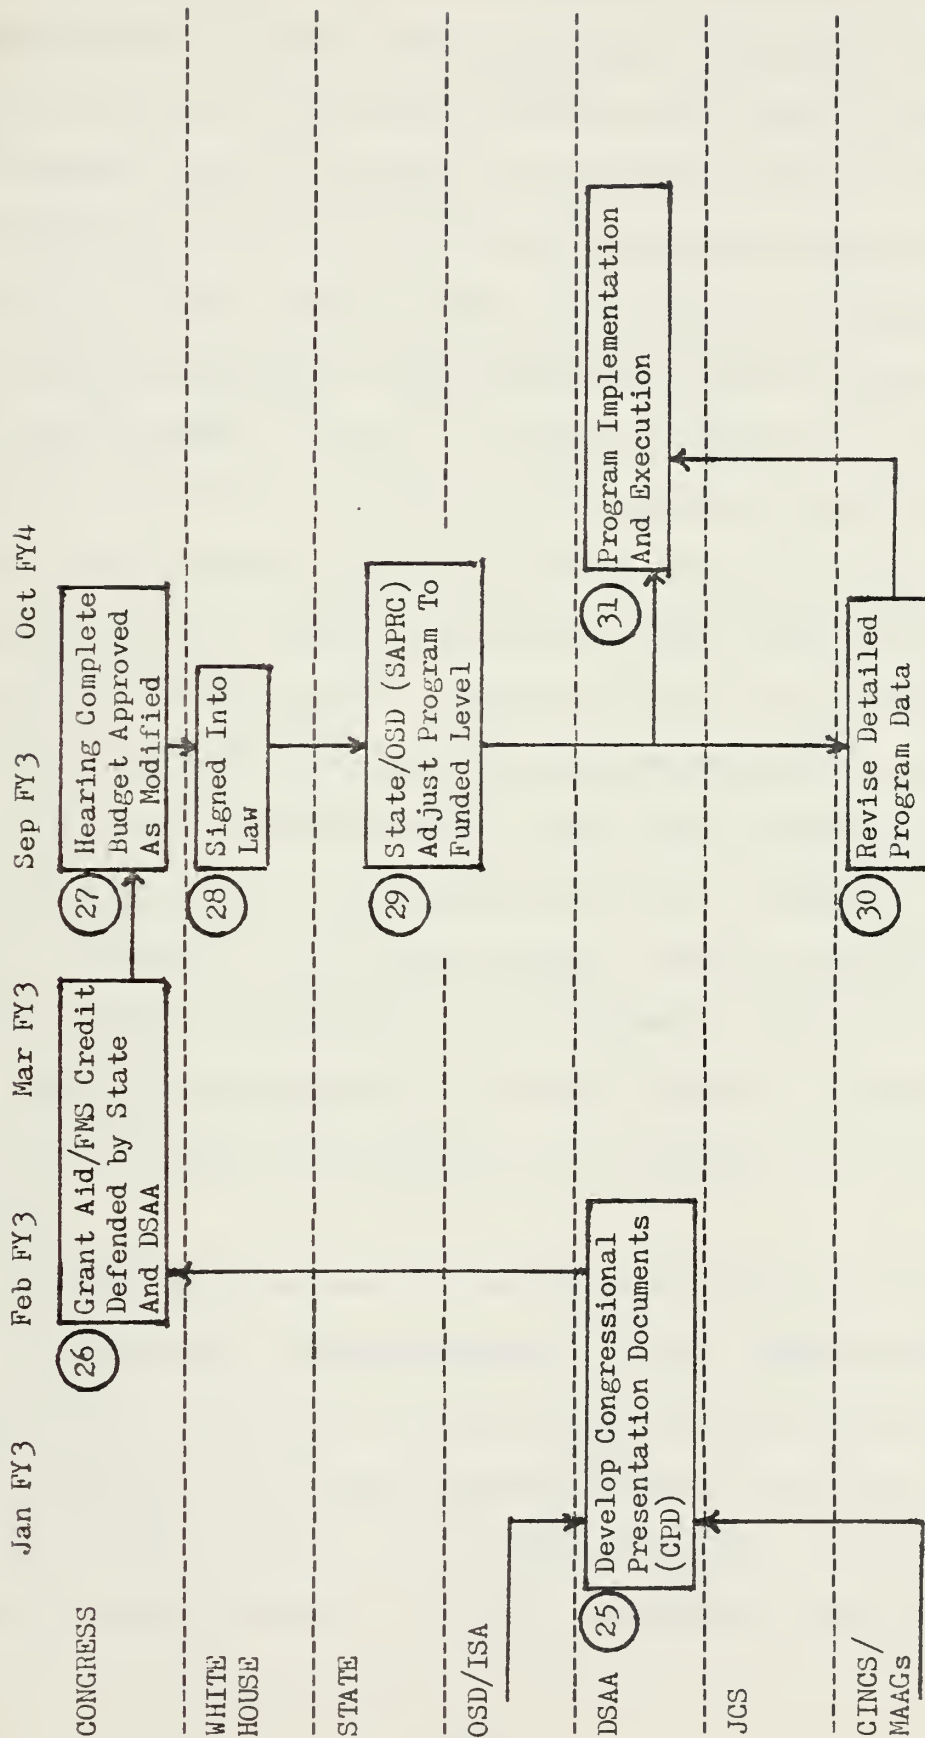 Jan FY3
Feb FY3
Mar FY3
Sep FY3
Oct FY4
CONGRESS
26
Grant Aid/FMS Credit
Defended by State
And DSAA
27
Hearing Complete
Budget Approved
As Modified
WHITE
HOUSE
28
Signed Into
Law
STATE
29
State/OSD (SAPRC)
Adjust Program To
Funded Level
OSD/ISA
DSAA
25
Develop Congressional
Presentation Documents
(CPD)
31
Program Implementation
And Execution
JCS
CINCS/
MAAGs
30
Revise Detailed
Program Data